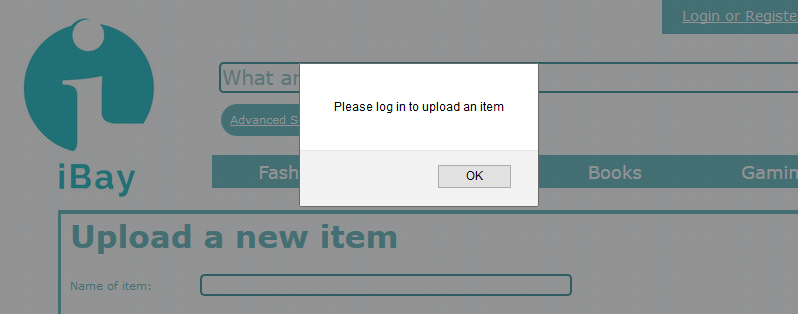 Login or Registe
What ar
Please log in to upload an item
Advanced S
OK
iBay
Fash
Books
Gamin
Upload a new item
Name of item: